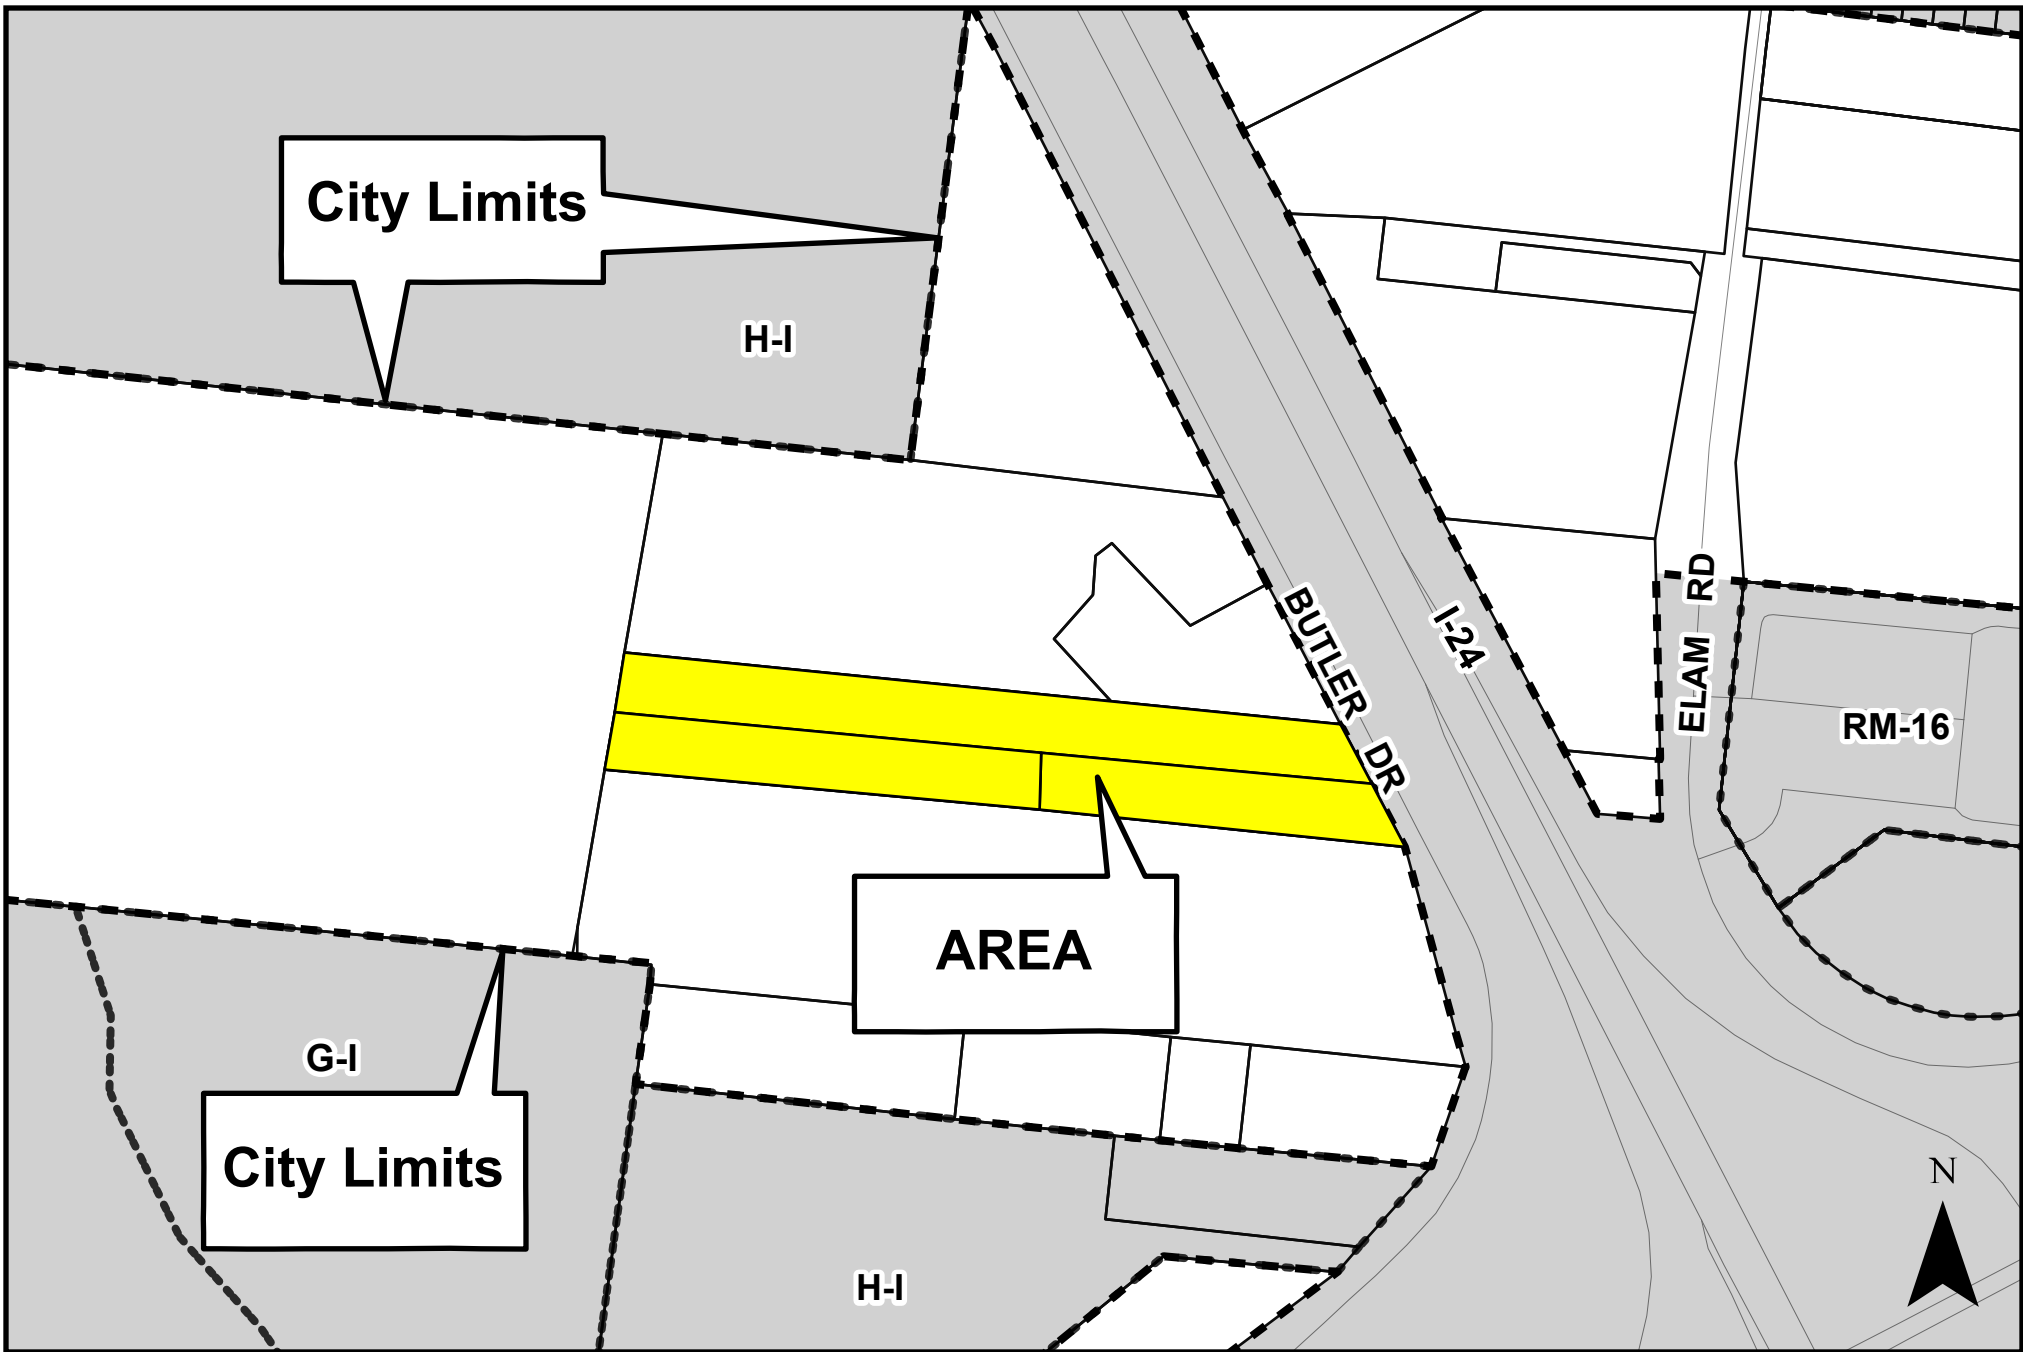 City Limits
H-I
BUTLER DR
I-24
ELAM RD
RM-16
AREA
G-I
City Limits
N
H-I